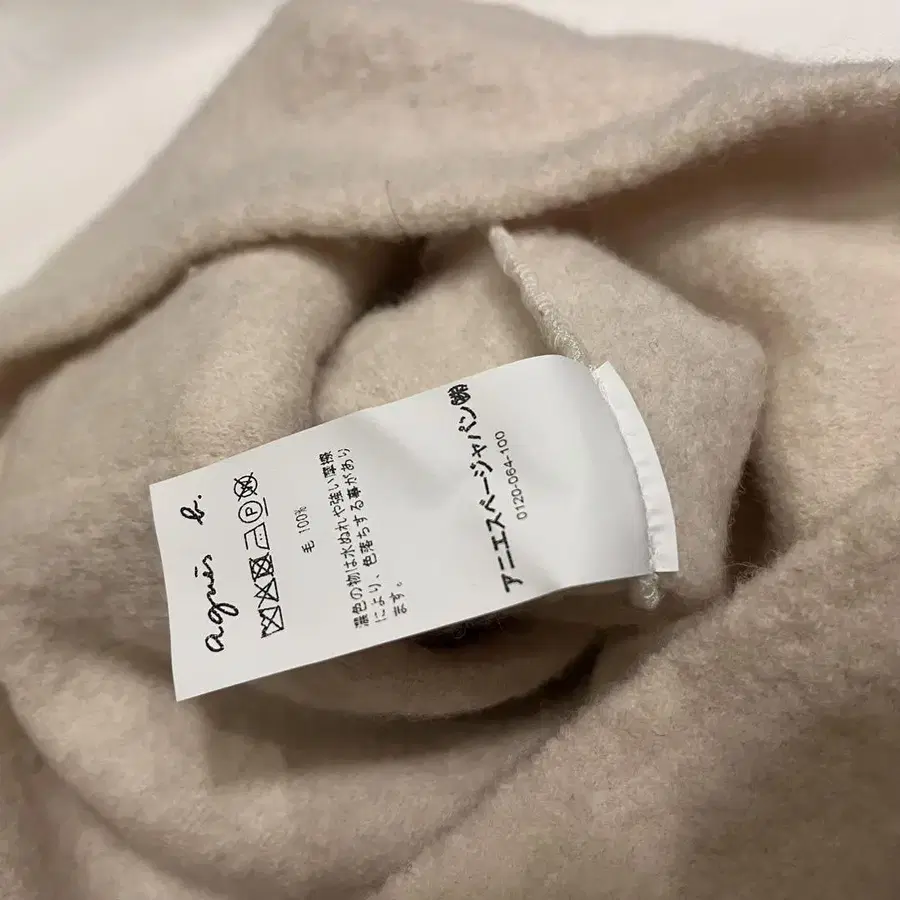 agnès b.
毛 100%
濃色の物は水ぬれや強い摩擦
により、色落ちする事があり
ます。
アニエスベージャパン㈱
0120-064-100